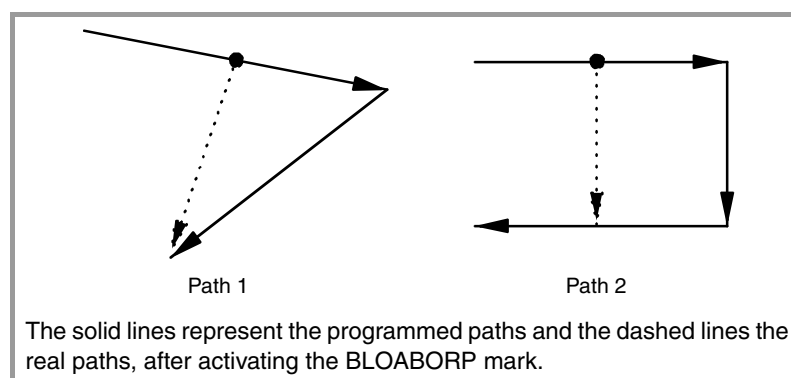 Path 1
Path 2
The solid lines represent the programmed paths and the dashed lines the
real paths, after activating the BLOABORP mark.